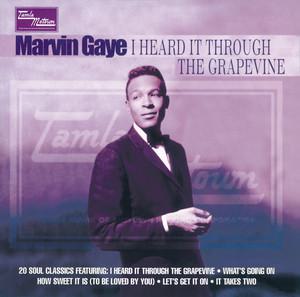 Tamla
Motown
Marvin Gaye I HEARD IT THROUGH
THE GRAPEVINE
Tamla
Motown
20 SOUL CLASSICS FEATURING: I HEARD IT THROUGH THE GRAPEVINE • WHAT'S GOING ON
HOW SWEET IT IS (TO BE LOVED BY YOU) • LET'S GET IT ON • IT TAKES TWO